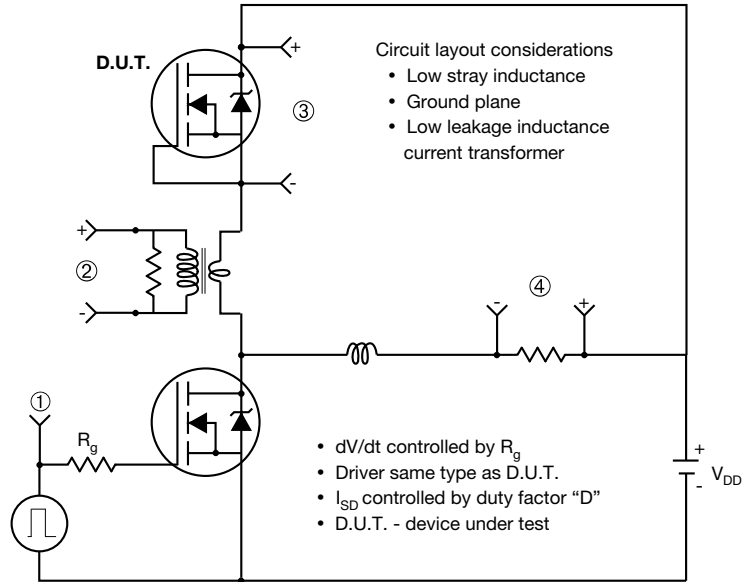 D.U.T.
+
Circuit layout considerations
• Low stray inductance
• Ground plane
• Low leakage inductance
current transformer
③
-
+
②
-
-
④
+
①
Rg
• dV/dt controlled by Rg
• Driver same type as D.U.T.
• ISD controlled by duty factor “D”
• D.U.T. - device under test
+
VDD
-